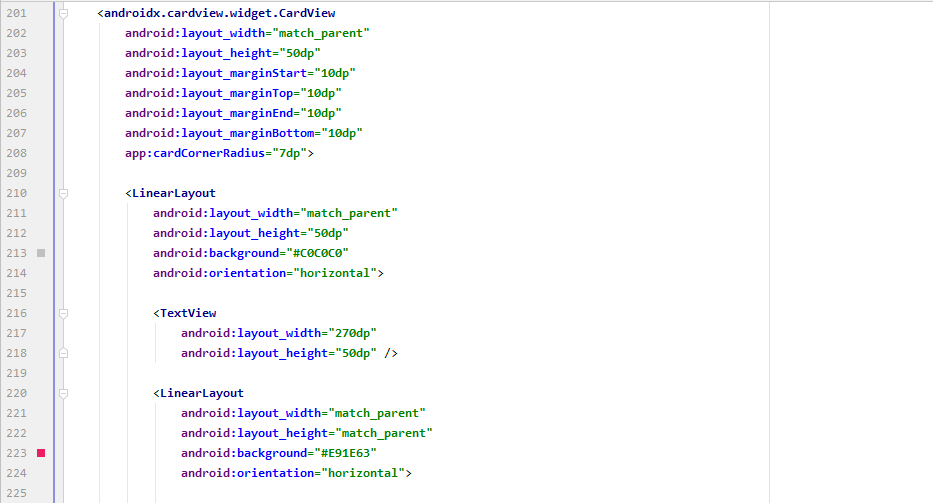 201 <androidx.cardview.widget.CardView
202 android:layout_width="match_parent"
203 android:layout_height="50dp"
204 android:layout_marginStart="10dp"
205 android:layout_marginTop="10dp"
206 android:layout_marginEnd="10dp"
207 android:layout_marginBottom="10dp"
208 app:cardCornerRadius="7dp">
209
210 <LinearLayout
211 android:layout_width="match_parent"
212 android:layout_height="50dp"
213 android:background="#C0C0C0"
214 android:orientation="horizontal">
215
216 <TextView
217 android:layout_width="270dp"
218 android:layout_height="50dp" />
219
220 <LinearLayout
221 android:layout_width="match_parent"
222 android:layout_height="match_parent"
223 android:background="#E91E63"
224 android:orientation="horizontal">
225